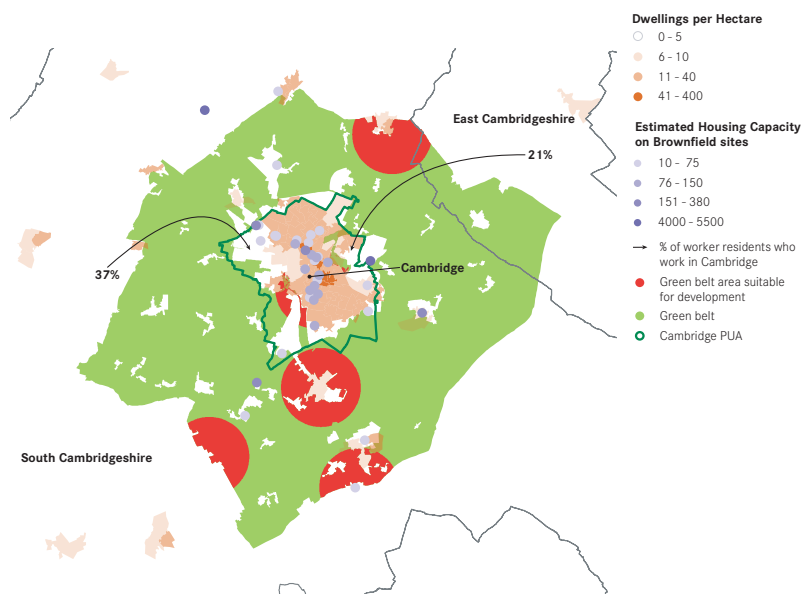 Dwellings per Hectare
0 - 5
6 - 10
11 - 40
41 - 400
Estimated Housing Capacity
on Brownfield sites
10 - 75
76 - 150
151 - 380
4000 - 5500
% of worker residents who
work in Cambridge
Green belt area suitable
for development
Green belt
Cambridge PUA
East Cambridgeshire
21%
37%
Cambridge
South Cambridgeshire